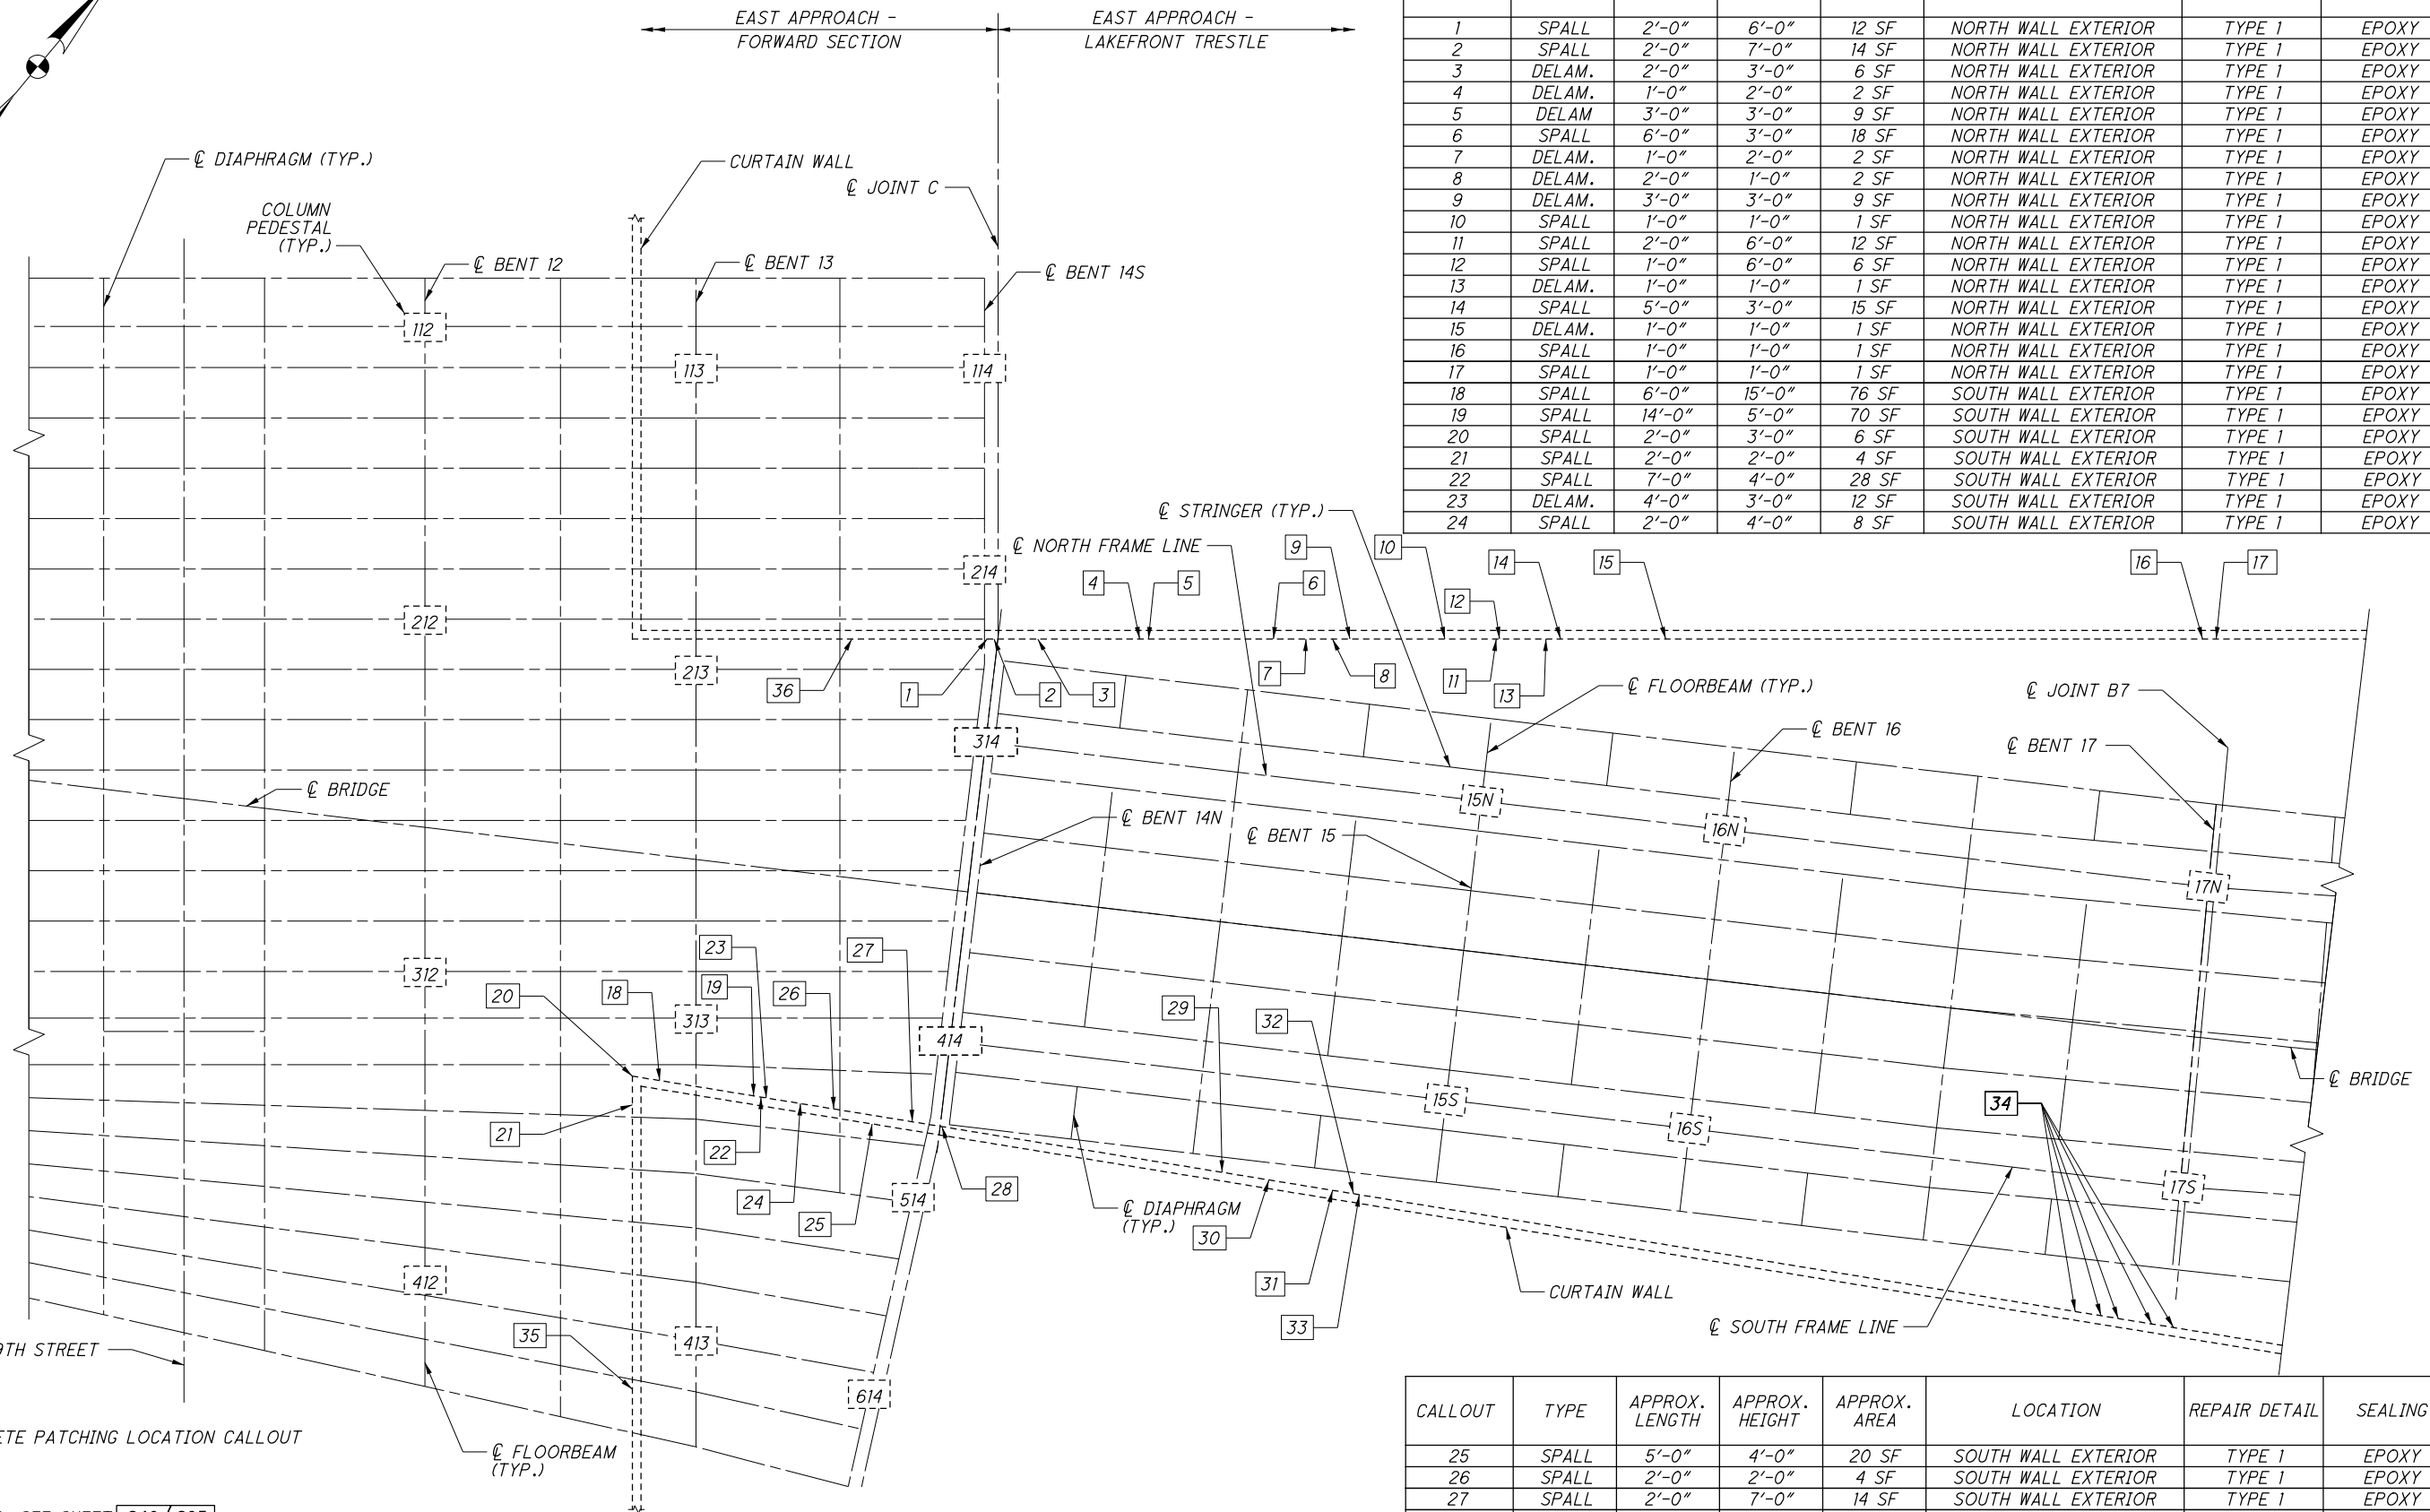 EAST APPROACH -
FORWARD SECTION
EAST APPROACH -
LAKEFRONT TRESTLE
1 SPALL 2'-0" 6'-0" 12 SF NORTH WALL EXTERIOR TYPE 1 EPOXY
2 SPALL 2'-0" 7'-0" 14 SF NORTH WALL EXTERIOR TYPE 1 EPOXY
3 DELAM. 2'-0" 3'-0" 6 SF NORTH WALL EXTERIOR TYPE 1 EPOXY
4 DELAM. 1'-0" 2'-0" 2 SF NORTH WALL EXTERIOR TYPE 1 EPOXY
5 DELAM 3'-0" 3'-0" 9 SF NORTH WALL EXTERIOR TYPE 1 EPOXY
6 SPALL 6'-0" 3'-0" 18 SF NORTH WALL EXTERIOR TYPE 1 EPOXY
7 DELAM. 1'-0" 2'-0" 2 SF NORTH WALL EXTERIOR TYPE 1 EPOXY
8 DELAM. 2'-0" 1'-0" 2 SF NORTH WALL EXTERIOR TYPE 1 EPOXY
9 DELAM. 3'-0" 3'-0" 9 SF NORTH WALL EXTERIOR TYPE 1 EPOXY
10 SPALL 1'-0" 1'-0" 1 SF NORTH WALL EXTERIOR TYPE 1 EPOXY
11 SPALL 2'-0" 6'-0" 12 SF NORTH WALL EXTERIOR TYPE 1 EPOXY
12 SPALL 1'-0" 6'-0" 6 SF NORTH WALL EXTERIOR TYPE 1 EPOXY
13 DELAM. 1'-0" 1'-0" 1 SF NORTH WALL EXTERIOR TYPE 1 EPOXY
14 SPALL 5'-0" 3'-0" 15 SF NORTH WALL EXTERIOR TYPE 1 EPOXY
15 DELAM. 1'-0" 1'-0" 1 SF NORTH WALL EXTERIOR TYPE 1 EPOXY
16 SPALL 1'-0" 1'-0" 1 SF NORTH WALL EXTERIOR TYPE 1 EPOXY
17 SPALL 1'-0" 1'-0" 1 SF NORTH WALL EXTERIOR TYPE 1 EPOXY
18 SPALL 6'-0" 15'-0" 76 SF SOUTH WALL EXTERIOR TYPE 1 EPOXY
19 SPALL 14'-0" 5'-0" 70 SF SOUTH WALL EXTERIOR TYPE 1 EPOXY
20 SPALL 2'-0" 3'-0" 6 SF SOUTH WALL EXTERIOR TYPE 1 EPOXY
21 SPALL 2'-0" 2'-0" 4 SF SOUTH WALL EXTERIOR TYPE 1 EPOXY
22 SPALL 7'-0" 4'-0" 28 SF SOUTH WALL EXTERIOR TYPE 1 EPOXY
23 DELAM. 4'-0" 3'-0" 12 SF SOUTH WALL EXTERIOR TYPE 1 EPOXY
24 SPALL 2'-0" 4'-0" 8 SF SOUTH WALL EXTERIOR TYPE 1 EPOXY
℄ DIAPHRAGM (TYP.)
CURTAIN WALL
℄ JOINT C
COLUMN
PEDESTAL
(TYP.)
℄ BENT 12
℄ BENT 13
℄ BENT 14S
112
113
114
℄ STRINGER (TYP.)
℄ NORTH FRAME LINE
9
10
14
15
16
17
214
4
5
6
12
212
213
36
1
2
3
7
8
11
13
℄ FLOORBEAM (TYP.)
℄ JOINT B7
314
℄ BENT 16
℄ BENT 17
℄ BRIDGE
15N
℄ BENT 14N
℄ BENT 15
16N
17N
23
27
312
20
18
19
26
313
29
32
414
℄ BRIDGE
15S
34
21
22
16S
28
24
25
514
℄ DIAPHRAGM
(TYP.)
17S
30
412
31
CURTAIN WALL
35
413
33
℄ SOUTH FRAME LINE
9TH STREET
614
ETE PATCHING LOCATION CALLOUT
℄ FLOORBEAM
(TYP.)
CALLOUT TYPE APPROX. LENGTH APPROX. HEIGHT APPROX. AREA LOCATION REPAIR DETAIL SEALING
25 SPALL 5'-0" 4'-0" 20 SF SOUTH WALL EXTERIOR TYPE 1 EPOXY
26 SPALL 2'-0" 2'-0" 4 SF SOUTH WALL EXTERIOR TYPE 1 EPOXY
27 SPALL 2'-0" 7'-0" 14 SF SOUTH WALL EXTERIOR TYPE 1 EPOXY